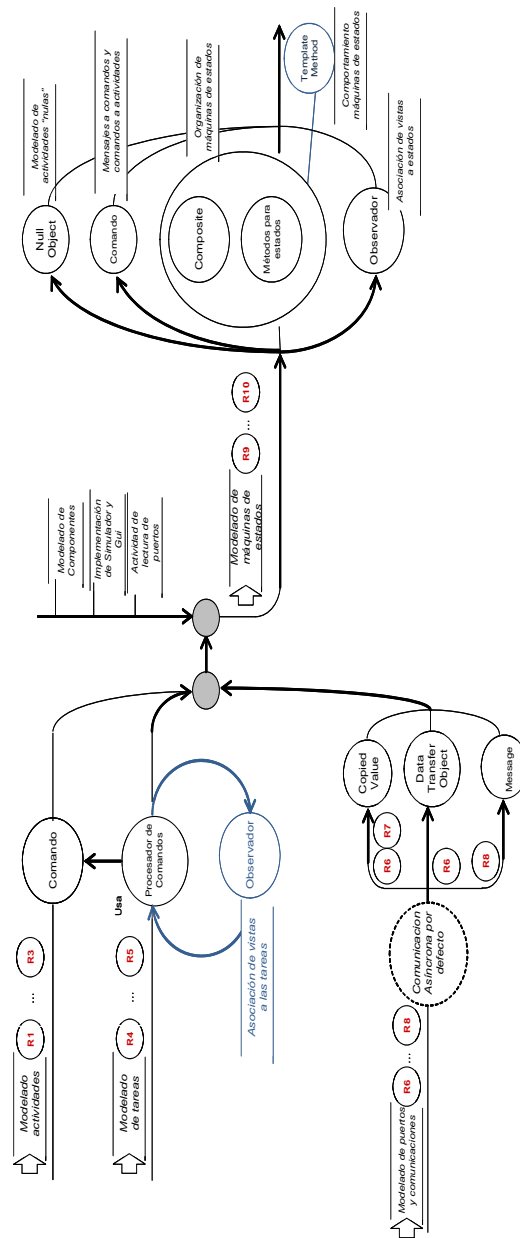 Modelado
actividades
R1
...
R3
Comando
Modelado
de tareas
R4
...
R5
Usa
Procesador de
Comandos
Observador
Asociación de vistas
a las tareas
Modelado de puertos
y comunicaciones
R6
...
R8
Comunicacion
Asíncrona por
defecto
R6
R7
R6
R8
Copied
Value
Data
Transfer
Object
Message
Modelado de
Componentes
Implementación
de Simulador y
Gui
Actividad de
lectura de
puertos
Modelado de
máquinas de
estados
R9
...
R10
Null
Object
Modelado de
actividades "nulas"
Comando
Mensajes a comandos y
comandos a actividades
Composite
Métodos para
estados
Organización de
máquinas de estados
Template
Method
Comportamiento
máquinas de estados
Observador
Asociación de vistas
a estados